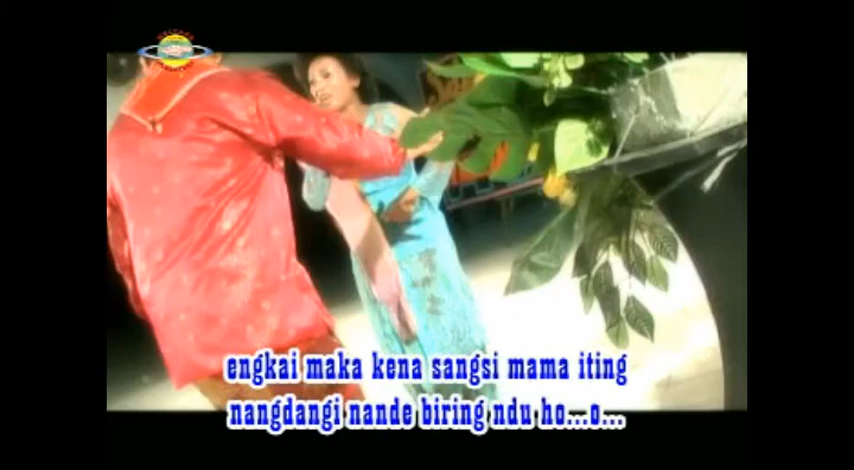 engkai maka kena sangsi mama iting
nangdangi nande biring ndu ho...o...